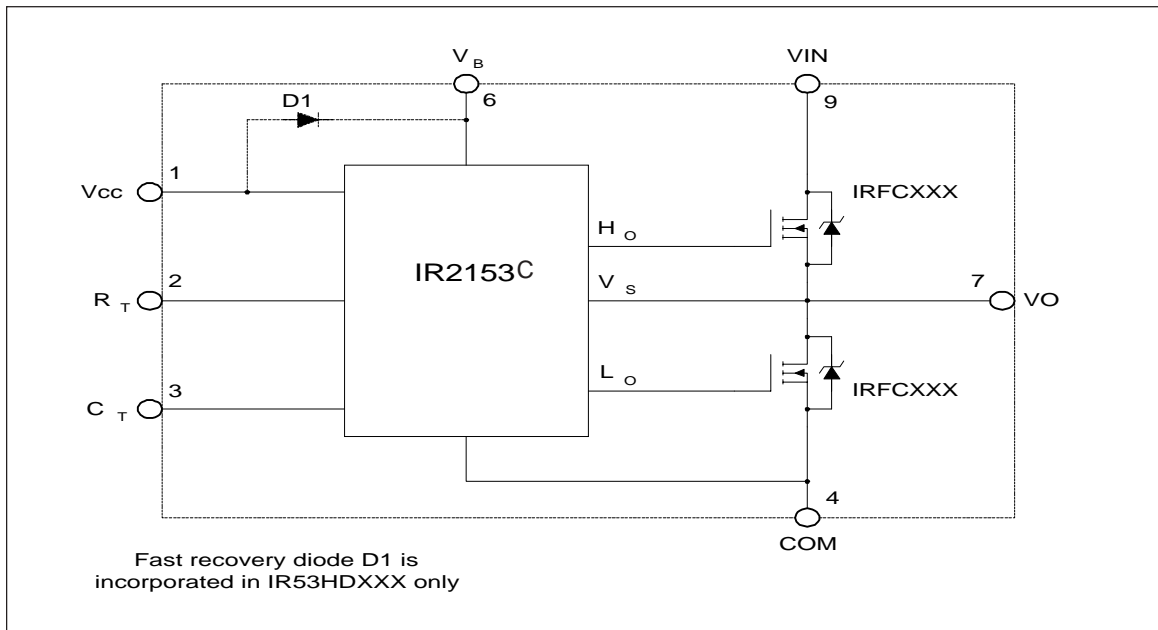 V B
6
VIN
9
D1
1
Vcc
IRFCXXX
H O
IR2153C
2
R T
V S
7
VO
L O
3
C T
IRFCXXX
4
COM
Fast recovery diode D1 is
incorporated in IR53HDXXX only